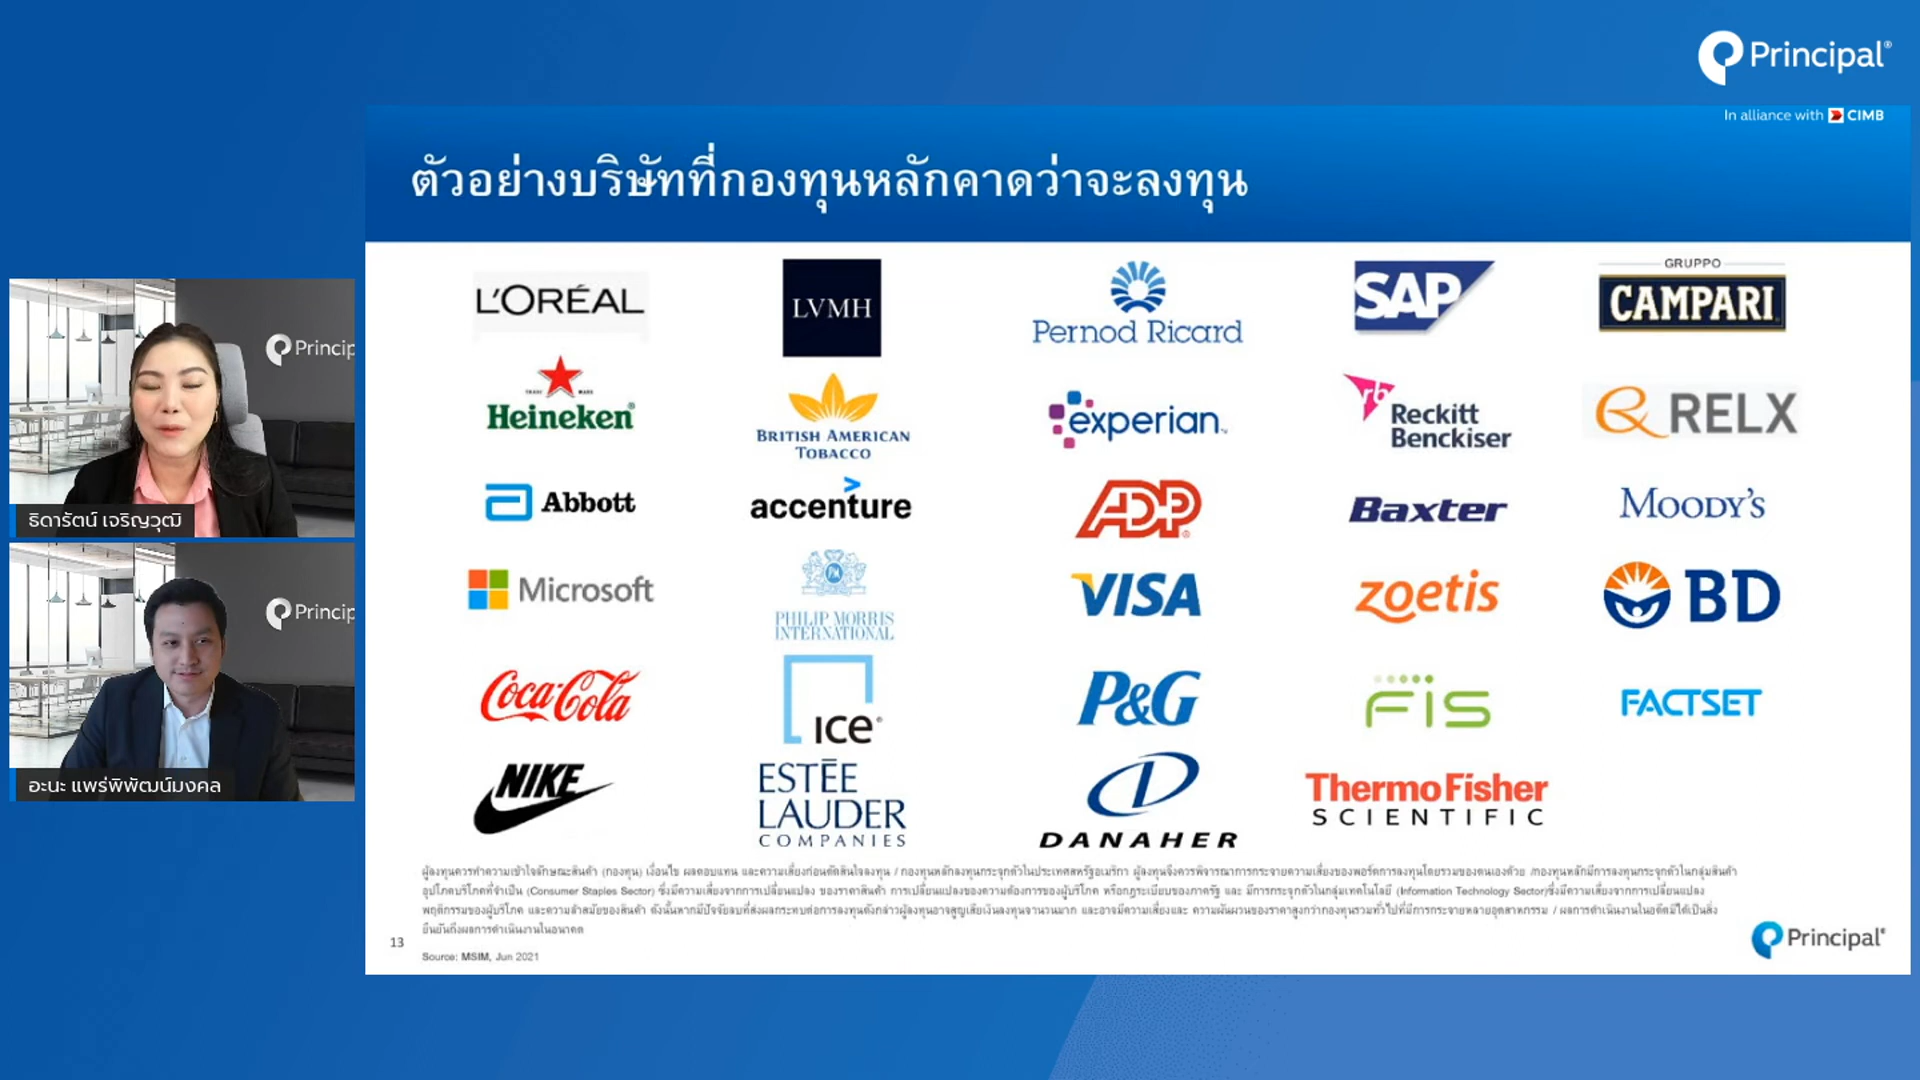 Principal®
In alliance with CIMB
ตัวอย่างบริษัทที่กองทุนหลักคาดว่าจะลงทุน
L'ORÉAL
LVMH
Pernod Ricard
SAP
GRUPPO
CAMPARI
TRADE MARK
Heineken®
BRITISH AMERICAN
TOBACCO
experian™
rb
Reckitt
Benckiser
RELX
Abbott
accenture
ADP®
Baxter
MOODY'S
Microsoft
PM
PHILIP MORRIS
INTERNATIONAL
VISA
zoetis
BD
Coca-Cola
ice®
P&G
FIS
FACTSET
NIKE
ESTĒE
LAUDER
COMPANIES
DANAHER
ThermoFisher
SCIENTIFIC
ผู้ลงทุนควรทำความเข้าใจลักษณะสินค้า (กองทุน) เงื่อนไข ผลตอบแทน และความเสี่ยงก่อนตัดสินใจลงทุน / กองทุนหลักลงทุนกระจุกตัวในประเทศสหรัฐอเมริกา ผู้ลงทุนจึงควรพิจารณาการกระจายความเสี่ยงของพอร์ตการลงทุนโดยรวมของตนเองด้วย /กองทุนหลักมีการลงทุนกระจุกตัวในกลุ่มสินค้า
อุปโภคบริโภคที่จำเป็น (Consumer Staples Sector) ซึ่งมีความเสี่ยงจากการเปลี่ยนแปลง ของราคาสินค้า การเปลี่ยนแปลงของความต้องการของผู้บริโภค หรือกฎระเบียบของภาครัฐ และ มีการกระจุกตัวในกลุ่มเทคโนโลยี (Information Technology Sector)ซึ่งมีความเสี่ยงจากการเปลี่ยนแปลง
พฤติกรรมของผู้บริโภค และความล้าสมัยของสินค้า ดังนั้นหากมีปัจจัยลบที่ส่งผลกระทบต่อการลงทุนดังกล่าวผู้ลงทุนอาจสูญเสียเงินลงทุนจำนวนมาก และอาจมีความเสี่ยงและ ความผันผวนของราคาสูงกว่ากองทุนรวมทั่วไปที่มีการกระจายหลายอุตสาหกรรม / ผลการดำเนินงานในอดีตมิได้เป็นสิ่ง
ยืนยันถึงผลการดำเนินงานในอนาคต
13
Source: MSIM, Jun 2021
Principal®
Princip
ธิดารัตน์ เจริญวุฒิ
Princip
อะนะ แพร่พิพัฒน์มงคล